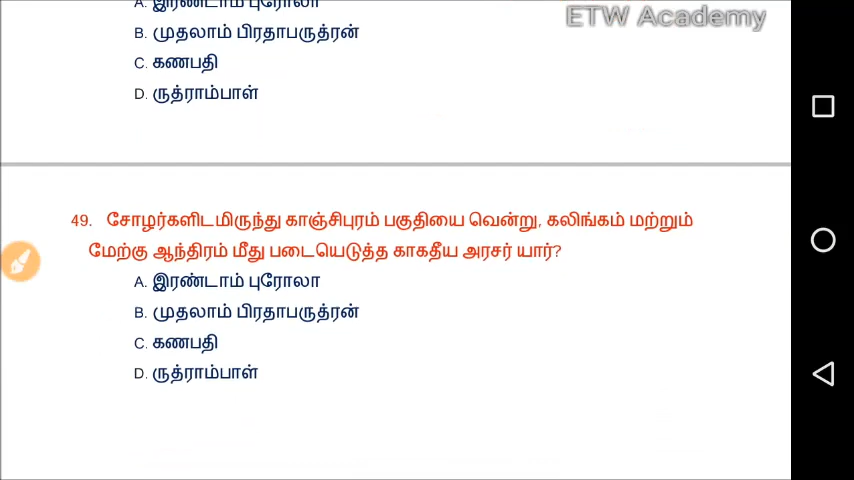 A. இரண்டாம் புரோலா
ETW Academy
B. முதலாம் பிரதாபருத்ரன்
C. கணபதி
D. ருத்ராம்பாள்
49. சோழர்களிடமிருந்து காஞ்சிபுரம் பகுதியை வென்று, கலிங்கம் மற்றும்
மேற்கு ஆந்திரம் மீது படையெடுத்த காகதீய அரசர் யார்?
A. இரண்டாம் புரோலா
B. முதலாம் பிரதாபருத்ரன்
C. கணபதி
D. ருத்ராம்பாள்